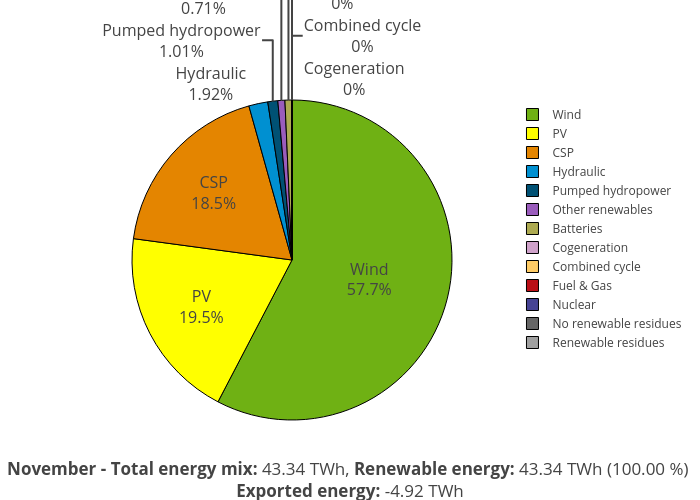 0.71%
0%
Pumped hydropower
1.01%
Combined cycle
0%
Hydraulic
1.92%
Cogeneration
0%
CSP
18.5%
Wind
57.7%
PV
19.5%
Wind
PV
CSP
Hydraulic
Pumped hydropower
Other renewables
Batteries
Cogeneration
Combined cycle
Fuel & Gas
Nuclear
No renewable residues
Renewable residues
November - Total energy mix: 43.34 TWh, Renewable energy: 43.34 TWh (100.00 %)
Exported energy: -4.92 TWh